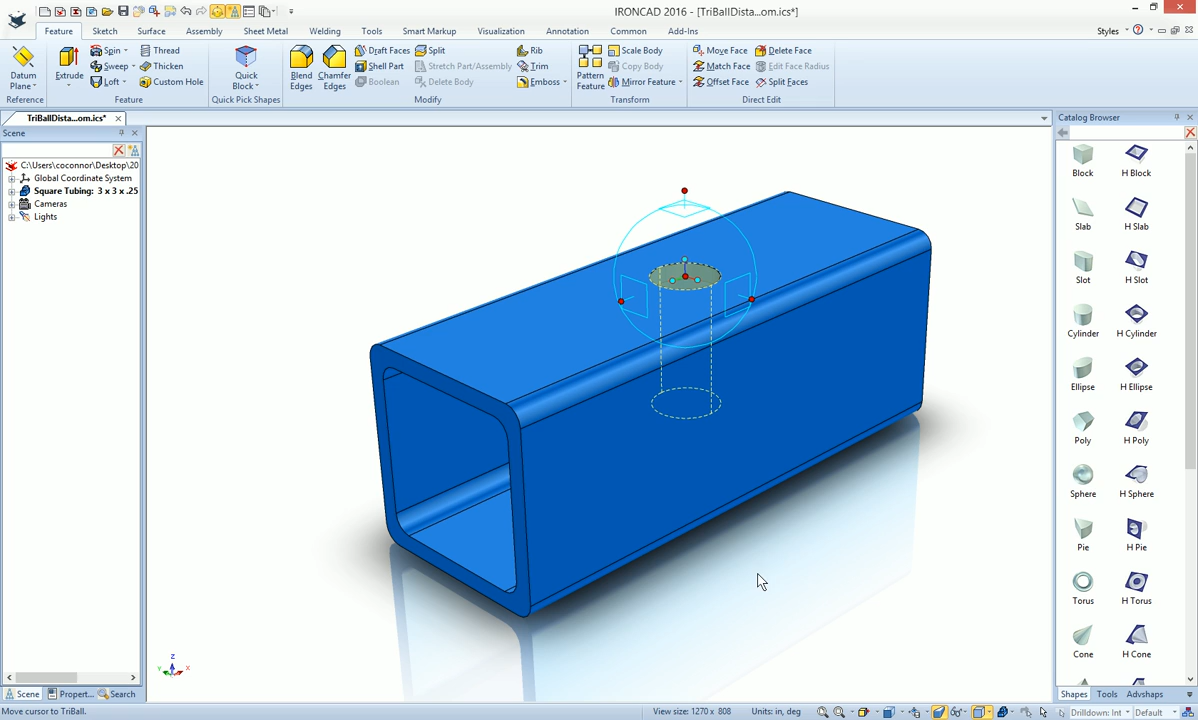 IRONCAD 2016 - [TriBallDista...om.ics*]
Feature Sketch Surface Assembly Sheet Metal Welding Tools Smart Markup Visualization Annotation Common Add-Ins Styles
Datum Plane
Reference
Extrude
Spin
Sweep
Loft
Thread
Thicken
Custom Hole
Feature
Quick Block
Quick Pick Shapes
Blend Edges
Chamfer Edges
Draft Faces
Shell Part
Boolean
Split
Stretch Part/Assembly
Delete Body
Rib
Trim
Emboss
Modify
Pattern Feature
Scale Body
Copy Body
Mirror Feature
Transform
Move Face
Match Face
Offset Face
Delete Face
Edit Face Radius
Split Faces
Direct Edit
TriBallDista...om.ics*
Scene
C:\Users\coconnor\Desktop\20
Global Coordinate System
Square Tubing: 3 x 3 x .25
Cameras
Lights
Z
Y
X
Catalog Browser
Block H Block
Slab H Slab
Slot H Slot
Cylinder H Cylinder
Ellipse H Ellipse
Poly H Poly
Sphere H Sphere
Pie H Pie
Torus H Torus
Cone H Cone
Scene Propert... Search
Shapes Tools Advshaps
Move cursor to TriBall.
View size: 1270 x 808
Units: in, deg
Drilldown: Int
Default